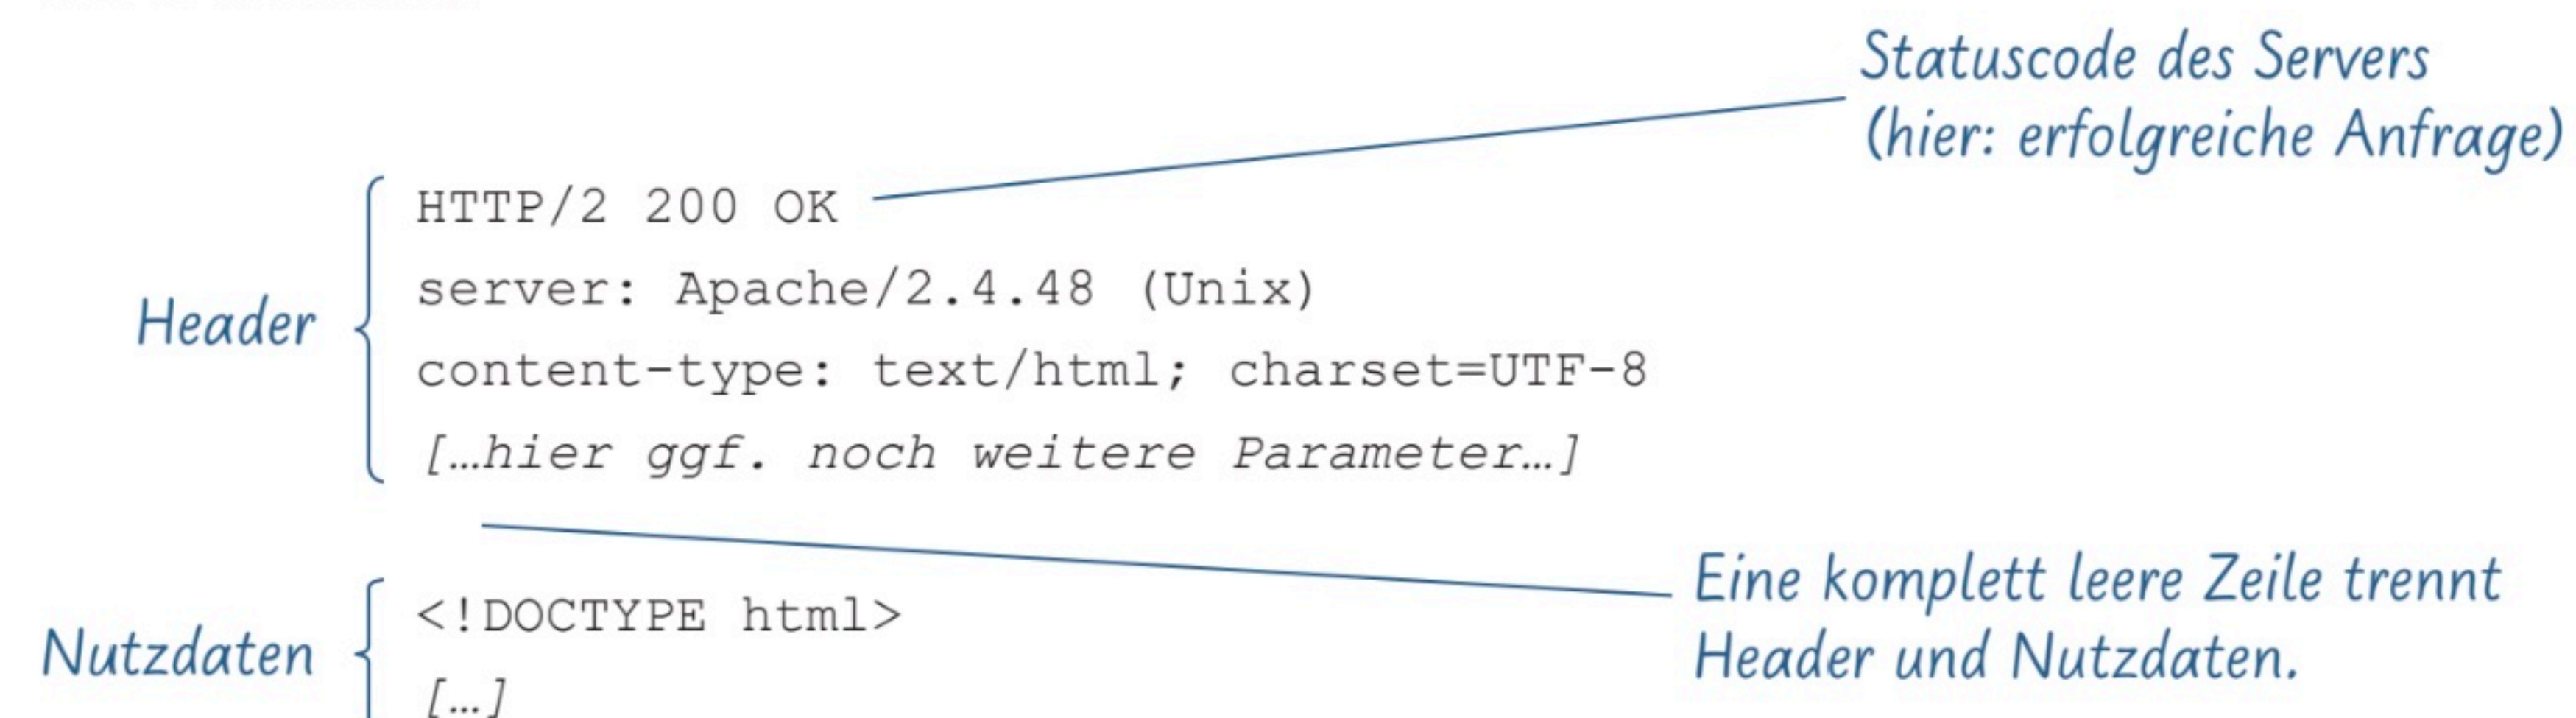 Statuscode des Servers
(hier: erfolgreiche Anfrage)
HTTP/2 200 OK
server: Apache/2.4.48 (Unix)
Header
content-type: text/html; charset=UTF-8
[…hier ggf. noch weitere Parameter…]
Eine komplett leere Zeile trennt
Header und Nutzdaten.
<!DOCTYPE html>
Nutzdaten
[…]